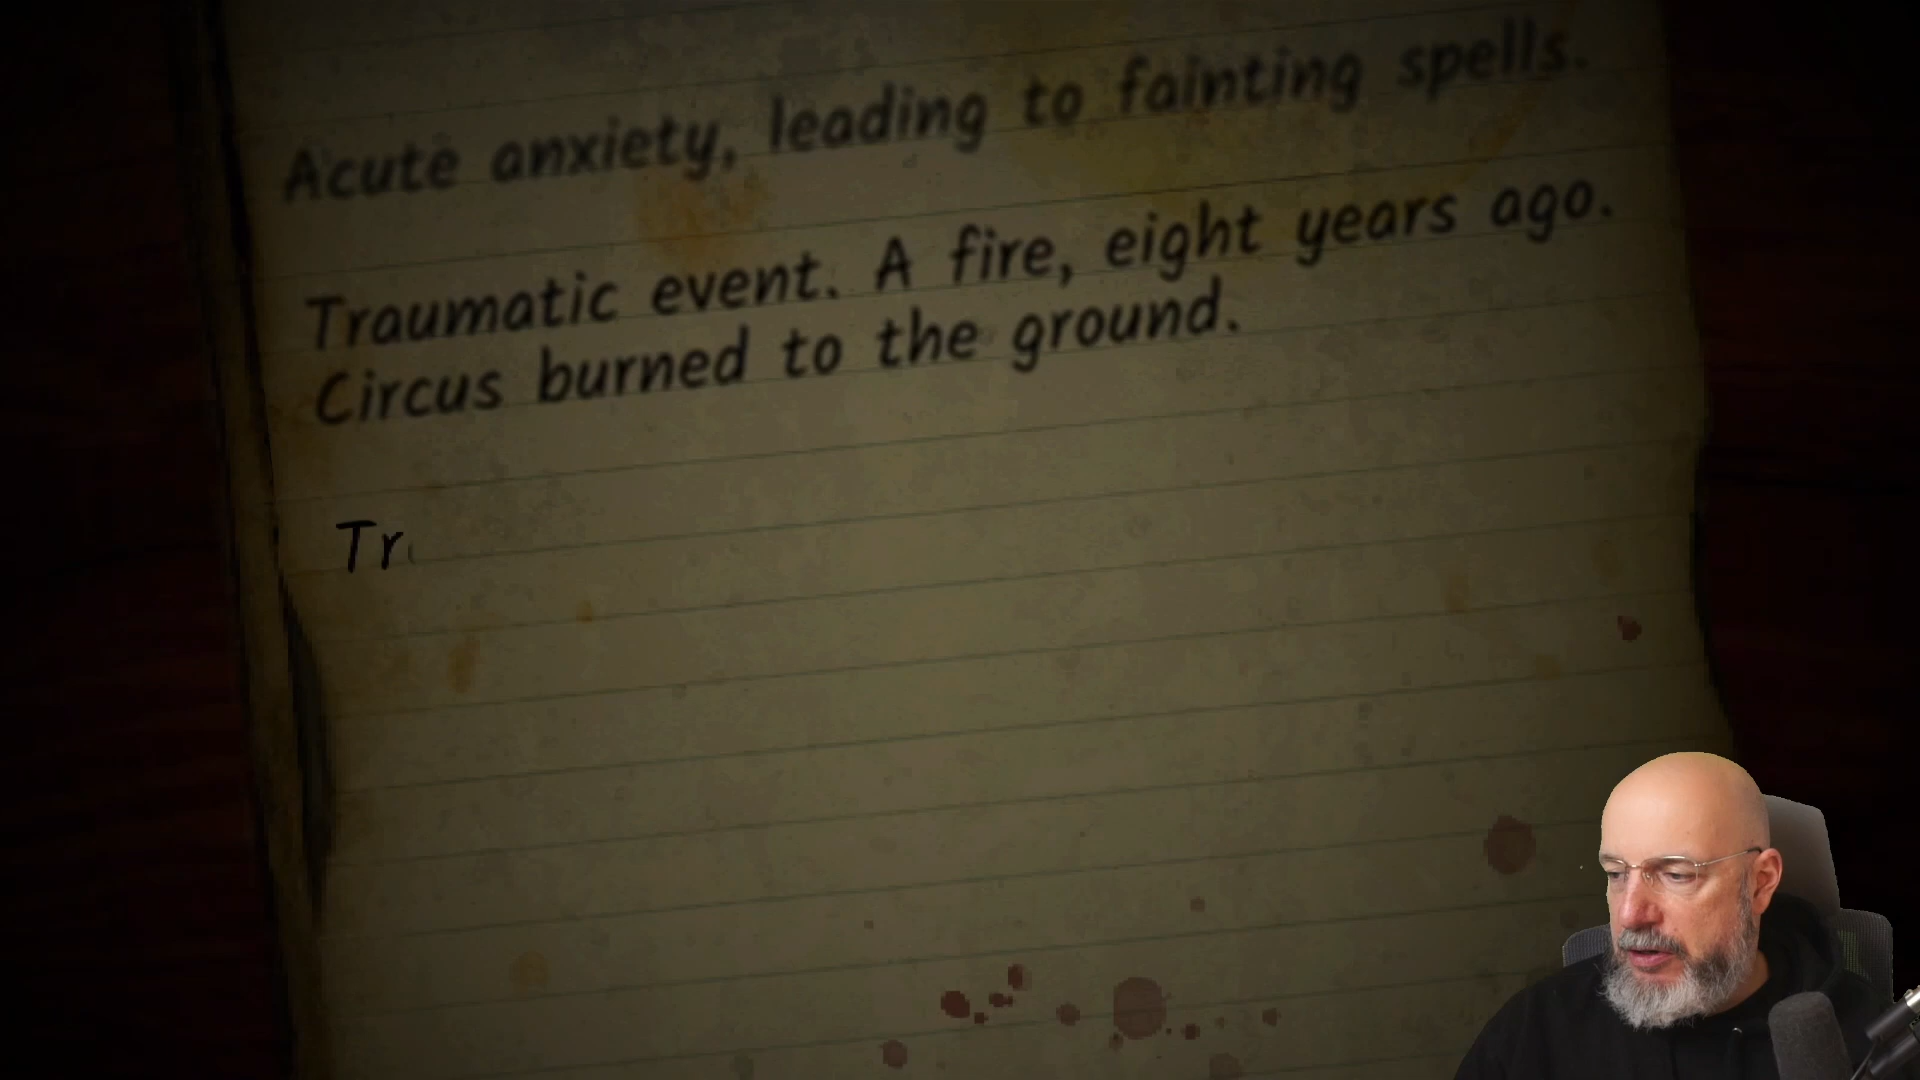 Acute anxiety, leading to fainting spells.
Traumatic event. A fire, eight years ago.
Circus burned to the ground.
Tr